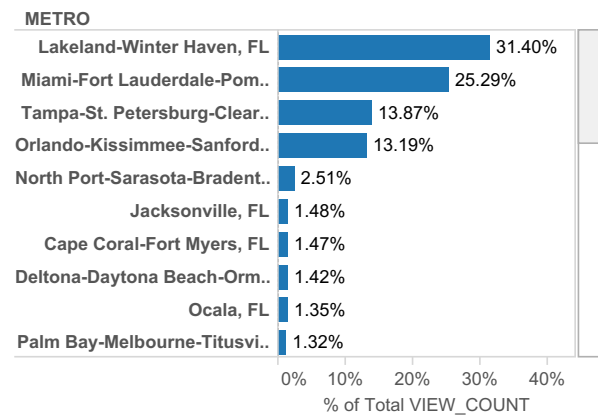 METRO
Lakeland-Winter Haven, FL 31.40%
Miami-Fort Lauderdale-Pom.. 25.29%
Tampa-St. Petersburg-Clear.. 13.87%
Orlando-Kissimmee-Sanford.. 13.19%
North Port-Sarasota-Bradent.. 2.51%
Jacksonville, FL 1.48%
Cape Coral-Fort Myers, FL 1.47%
Deltona-Daytona Beach-Orm.. 1.42%
Ocala, FL 1.35%
Palm Bay-Melbourne-Titusvi.. 1.32%
0% 10% 20% 30% 40%
% of Total VIEW_COUNT